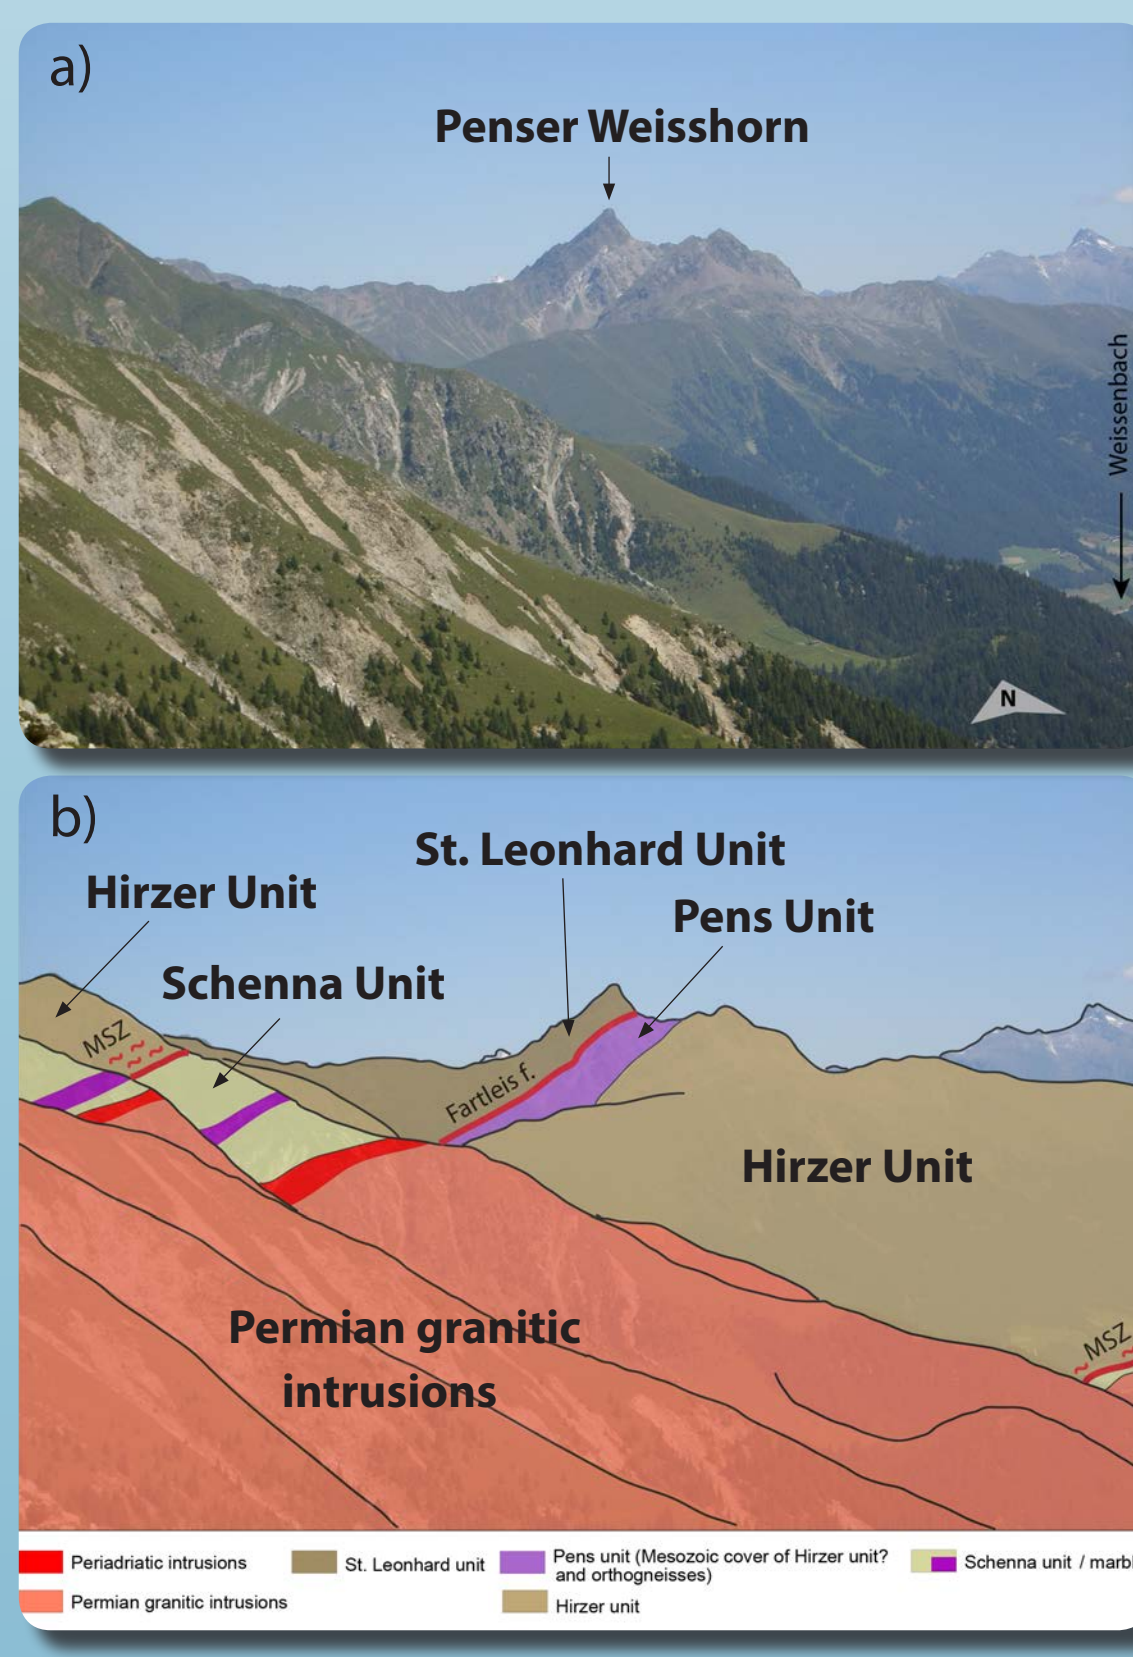 a)
Penser Weisshorn
Weissenbach
N
b)
St. Leonhard Unit
Hirzer Unit
Pens Unit
Schenna Unit
MSZ
Fartleis f.
Hirzer Unit
Permian granitic
intrusions
MSZ
Periadriatic intrusions
St. Leonhard unit
Pens unit (Mesozoic cover of Hirzer unit?
and orthogneisses)
Schenna unit / marbl
Permian granitic intrusions
Hirzer unit